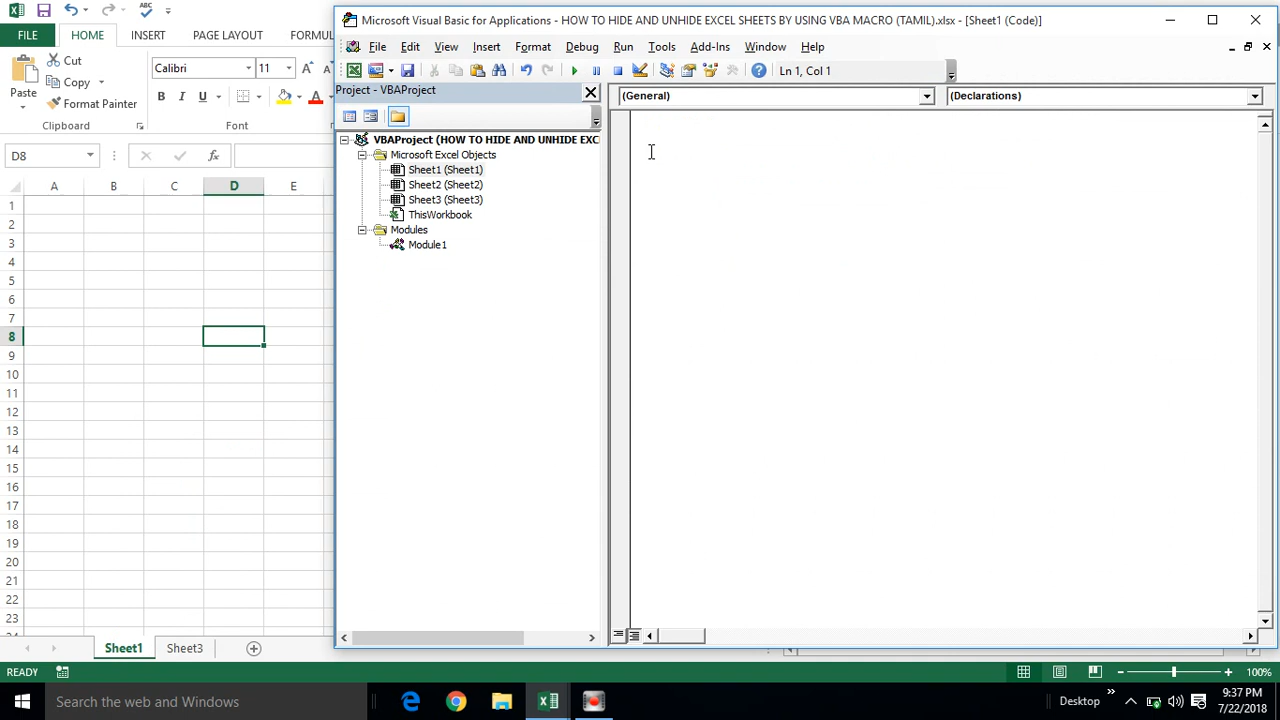 Microsoft Visual Basic for Applications - HOW TO HIDE AND UNHIDE EXCEL SHEETS BY USING VBA MACRO (TAMIL).xlsx - [Sheet1 (Code)]
FILE HOME INSERT PAGE LAYOUT FORMUL
File Edit View Insert Format Debug Run Tools Add-Ins Window Help
Cut
Copy
Format Painter
Paste
Clipboard
Calibri 11 A A
B I U A
Font
Ln 1, Col 1
Project - VBAProject
(General) (Declarations)
VBAProject (HOW TO HIDE AND UNHIDE EXC
Microsoft Excel Objects
Sheet1 (Sheet1)
Sheet2 (Sheet2)
Sheet3 (Sheet3)
ThisWorkbook
Modules
Module1
D8 fx
A B C D E
1
2
3
4
5
6
7
8
9
10
11
12
13
14
15
16
17
18
19
20
21
22
23
Sheet1 Sheet3
READY 100%
Search the web and Windows
Desktop
9:37 PM
7/22/2018